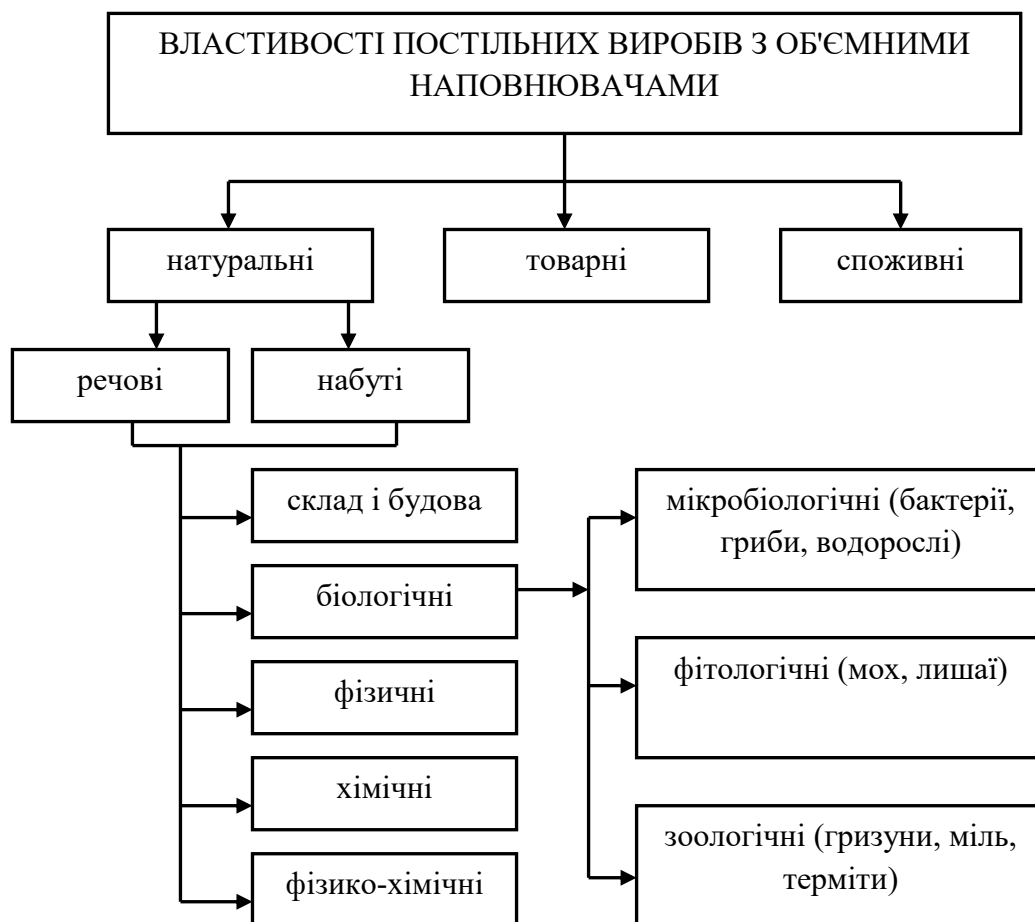 ВЛАСТИВОСТІ ПОСТІЛЬНИХ ВИРОБІВ З ОБ'ЄМНИМИ
НАПОВНЮВАЧАМИ
натуральні
товарні
споживні
речові
набуті
склад і будова
біологічні
фізичні
хімічні
фізико-хімічні
мікробіологічні (бактерії,
гриби, водорослі)
фітологічні (мох, лишаї)
зоологічні (гризуни, міль,
терміти)